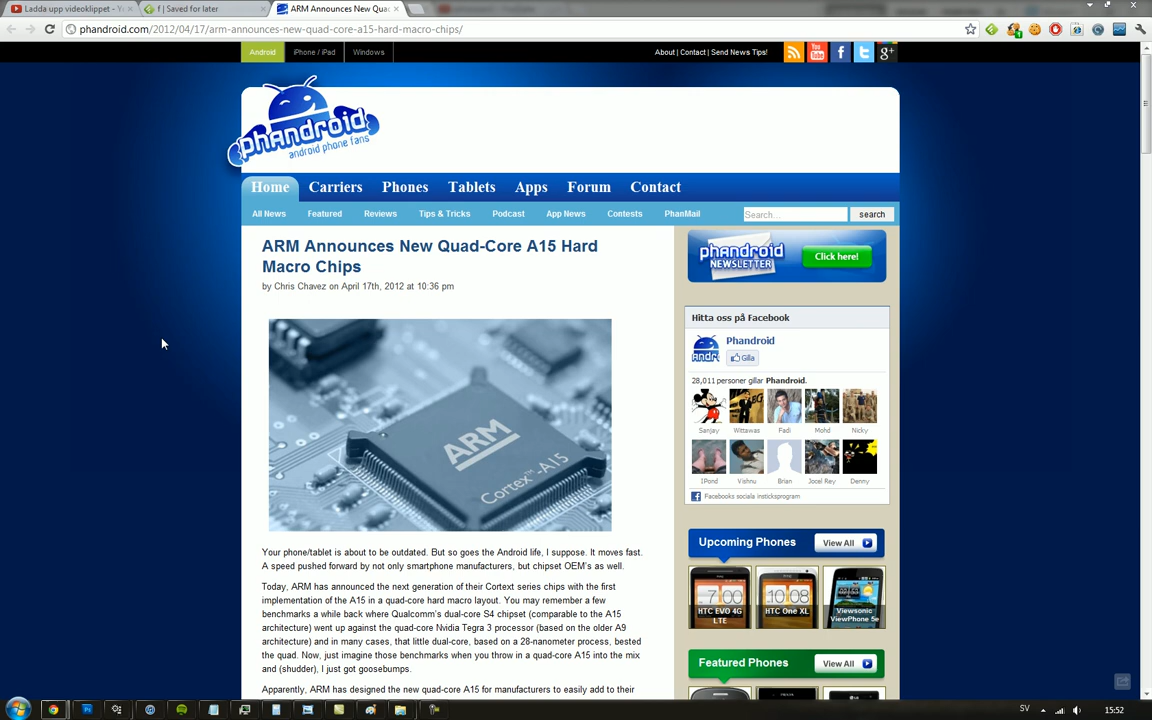 Ladda upp videoklippet - Y
f | Saved for later
ARM Announces New Quad
phandroid.com/2012/04/17/arm-announces-new-quad-core-a15-hard-macro-chips/
Android
iPhone / iPad
Windows
About | Contact | Send News Tips!
You Tube
phandroid
android phone fans
Home
Carriers
Phones
Tablets
Apps
Forum
Contact
All News
Featured
Reviews
Tips & Tricks
Podcast
App News
Contests
PhanMail
Search...
search
ARM Announces New Quad-Core A15 Hard
Macro Chips
by Chris Chavez on April 17th, 2012 at 10:36 pm
ARM
Cortex™-A15
Your phone/tablet is about to be outdated. But so goes the Android life, I suppose. It moves fast.
A speed pushed forward by not only smartphone manufacturers, but chipset OEM's as well.
Today, ARM has announced the next generation of their Cortext series chips with the first
implementation of the A15 in a quad-core hard macro layout. You may remember a few
benchmarks a while back where Qualcomm's dual-core S4 chipset (comparable to the A15
architecture) went up against the quad-core Nvidia Tegra 3 processor (based on the older A9
architecture) and in many cases, that little dual-core, based on a 28-nanometer process, bested
the quad. Now, just imagine those benchmarks when you throw in a quad-core A15 into the mix
and (shudder), I just got goosebumps.
Apparently, ARM has designed the new quad-core A15 for manufacturers to easily add to their
phandroid
NEWSLETTER
Click here!
Hitta oss på Facebook
Phandroid
Gilla
28,011 personer gillar Phandroid.
Sanjay
Wittawas
Fadi
Mohd
Nicky
IPond
Vishnu
Brian
Jocel Rey
Denny
Facebooks sociala insticksprogram
Upcoming Phones
View All
HTC EVO 4G
LTE
HTC One XL
Viewsonic
ViewPhone 5e
Featured Phones
View All
SV
15:52